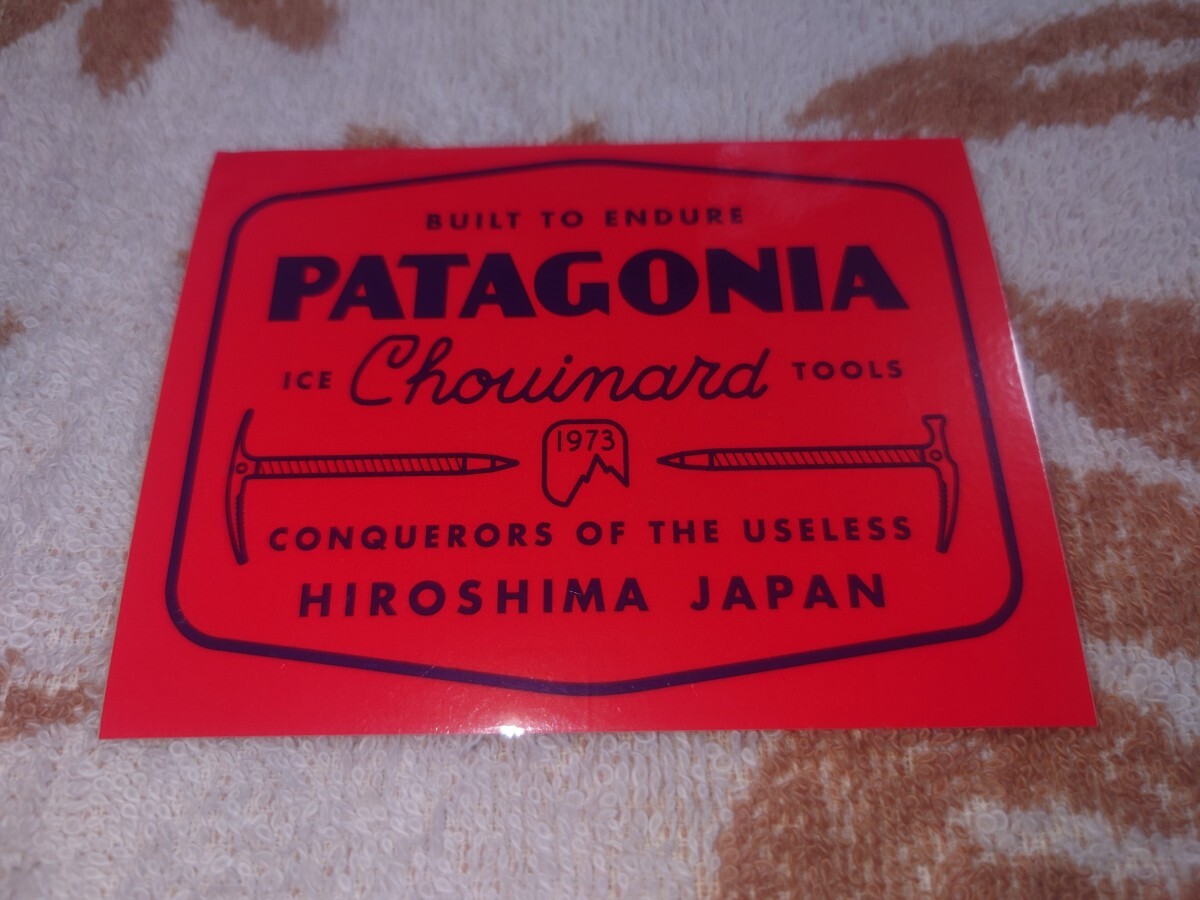 BUILT TO ENDURE
PATAGONIA
ICE Chouinard TOOLS
1973
CONQUERORS OF THE USELESS
HIROSHIMA JAPAN